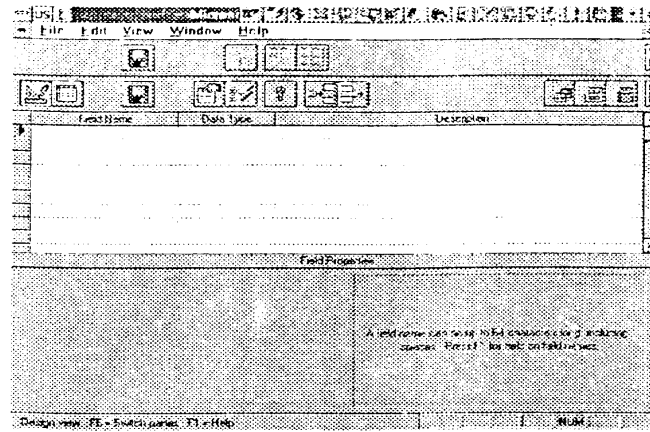 File Edit View Window Help
Field Name Data Type Description
Field Properties
A field name can be up to 64 characters long, including
spaces. Press F1 for help on field names.
Design view. F6 = Switch panes. F1 = Help.
NUM